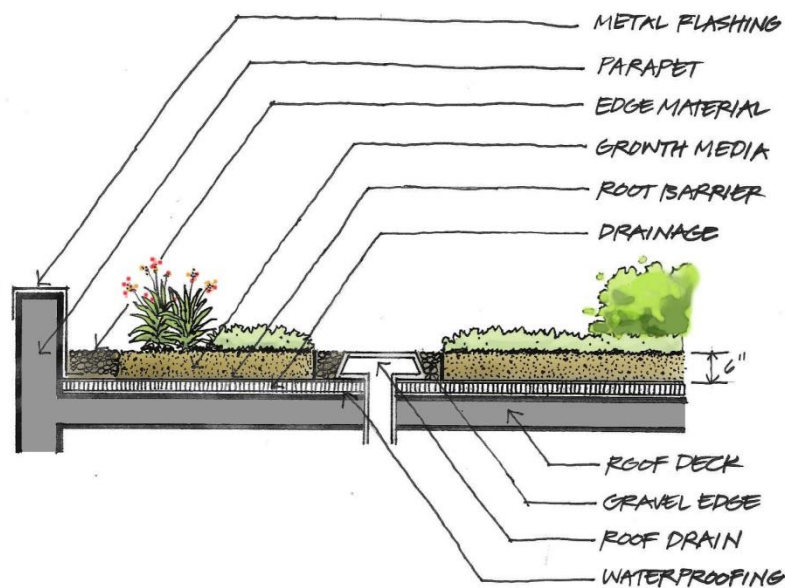 METAL FLASHING
PARAPET
EDGE MATERIAL
GROWTH MEDIA
ROOT BARRIER
DRAINAGE
6"
ROOF DECK
GRAVEL EDGE
ROOF DRAIN
WATERPROOFING